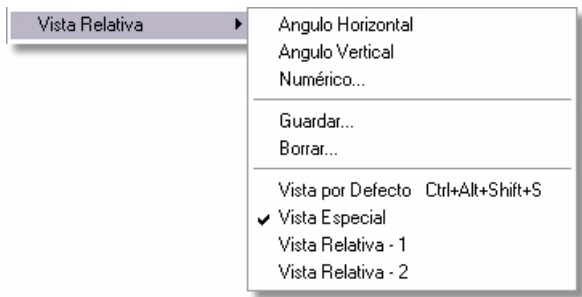 Vista Relativa
Angulo Horizontal
Angulo Vertical
Numérico...
Guardar...
Borrar...
Vista por Defecto Ctrl+Alt+Shift+S
Vista Especial
Vista Relativa - 1
Vista Relativa - 2